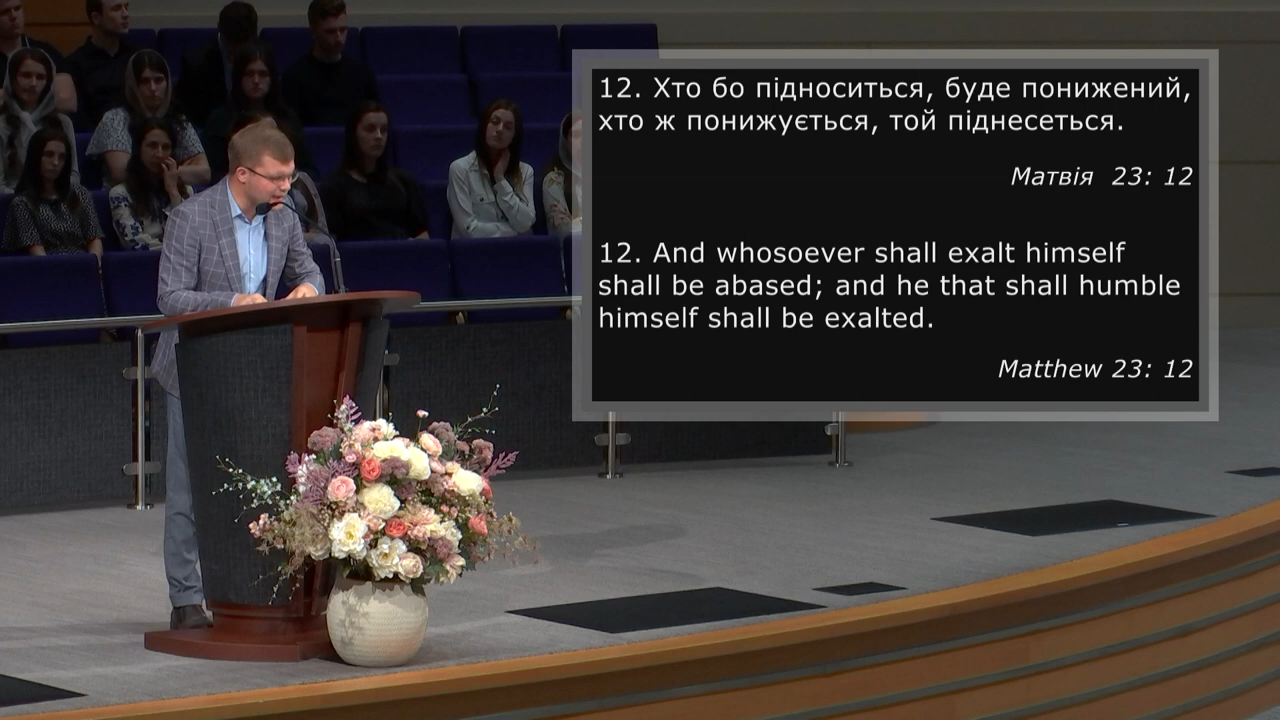 12. Хто бо підноситься, буде понижений,
хто ж понижується, той піднесеться.
Матвія 23: 12
12. And whosoever shall exalt himself
shall be abased; and he that shall humble
himself shall be exalted.
Matthew 23: 12